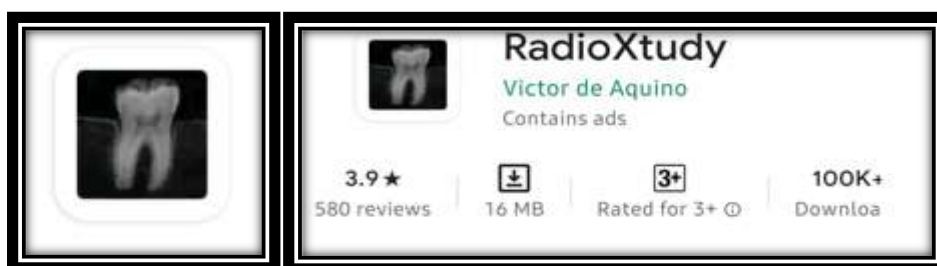 RadioXtudy
Victor de Aquino
Contains ads
3.9★ 3+ 100K+
580 reviews 16 MB Rated for 3+ ⓘ Downloa